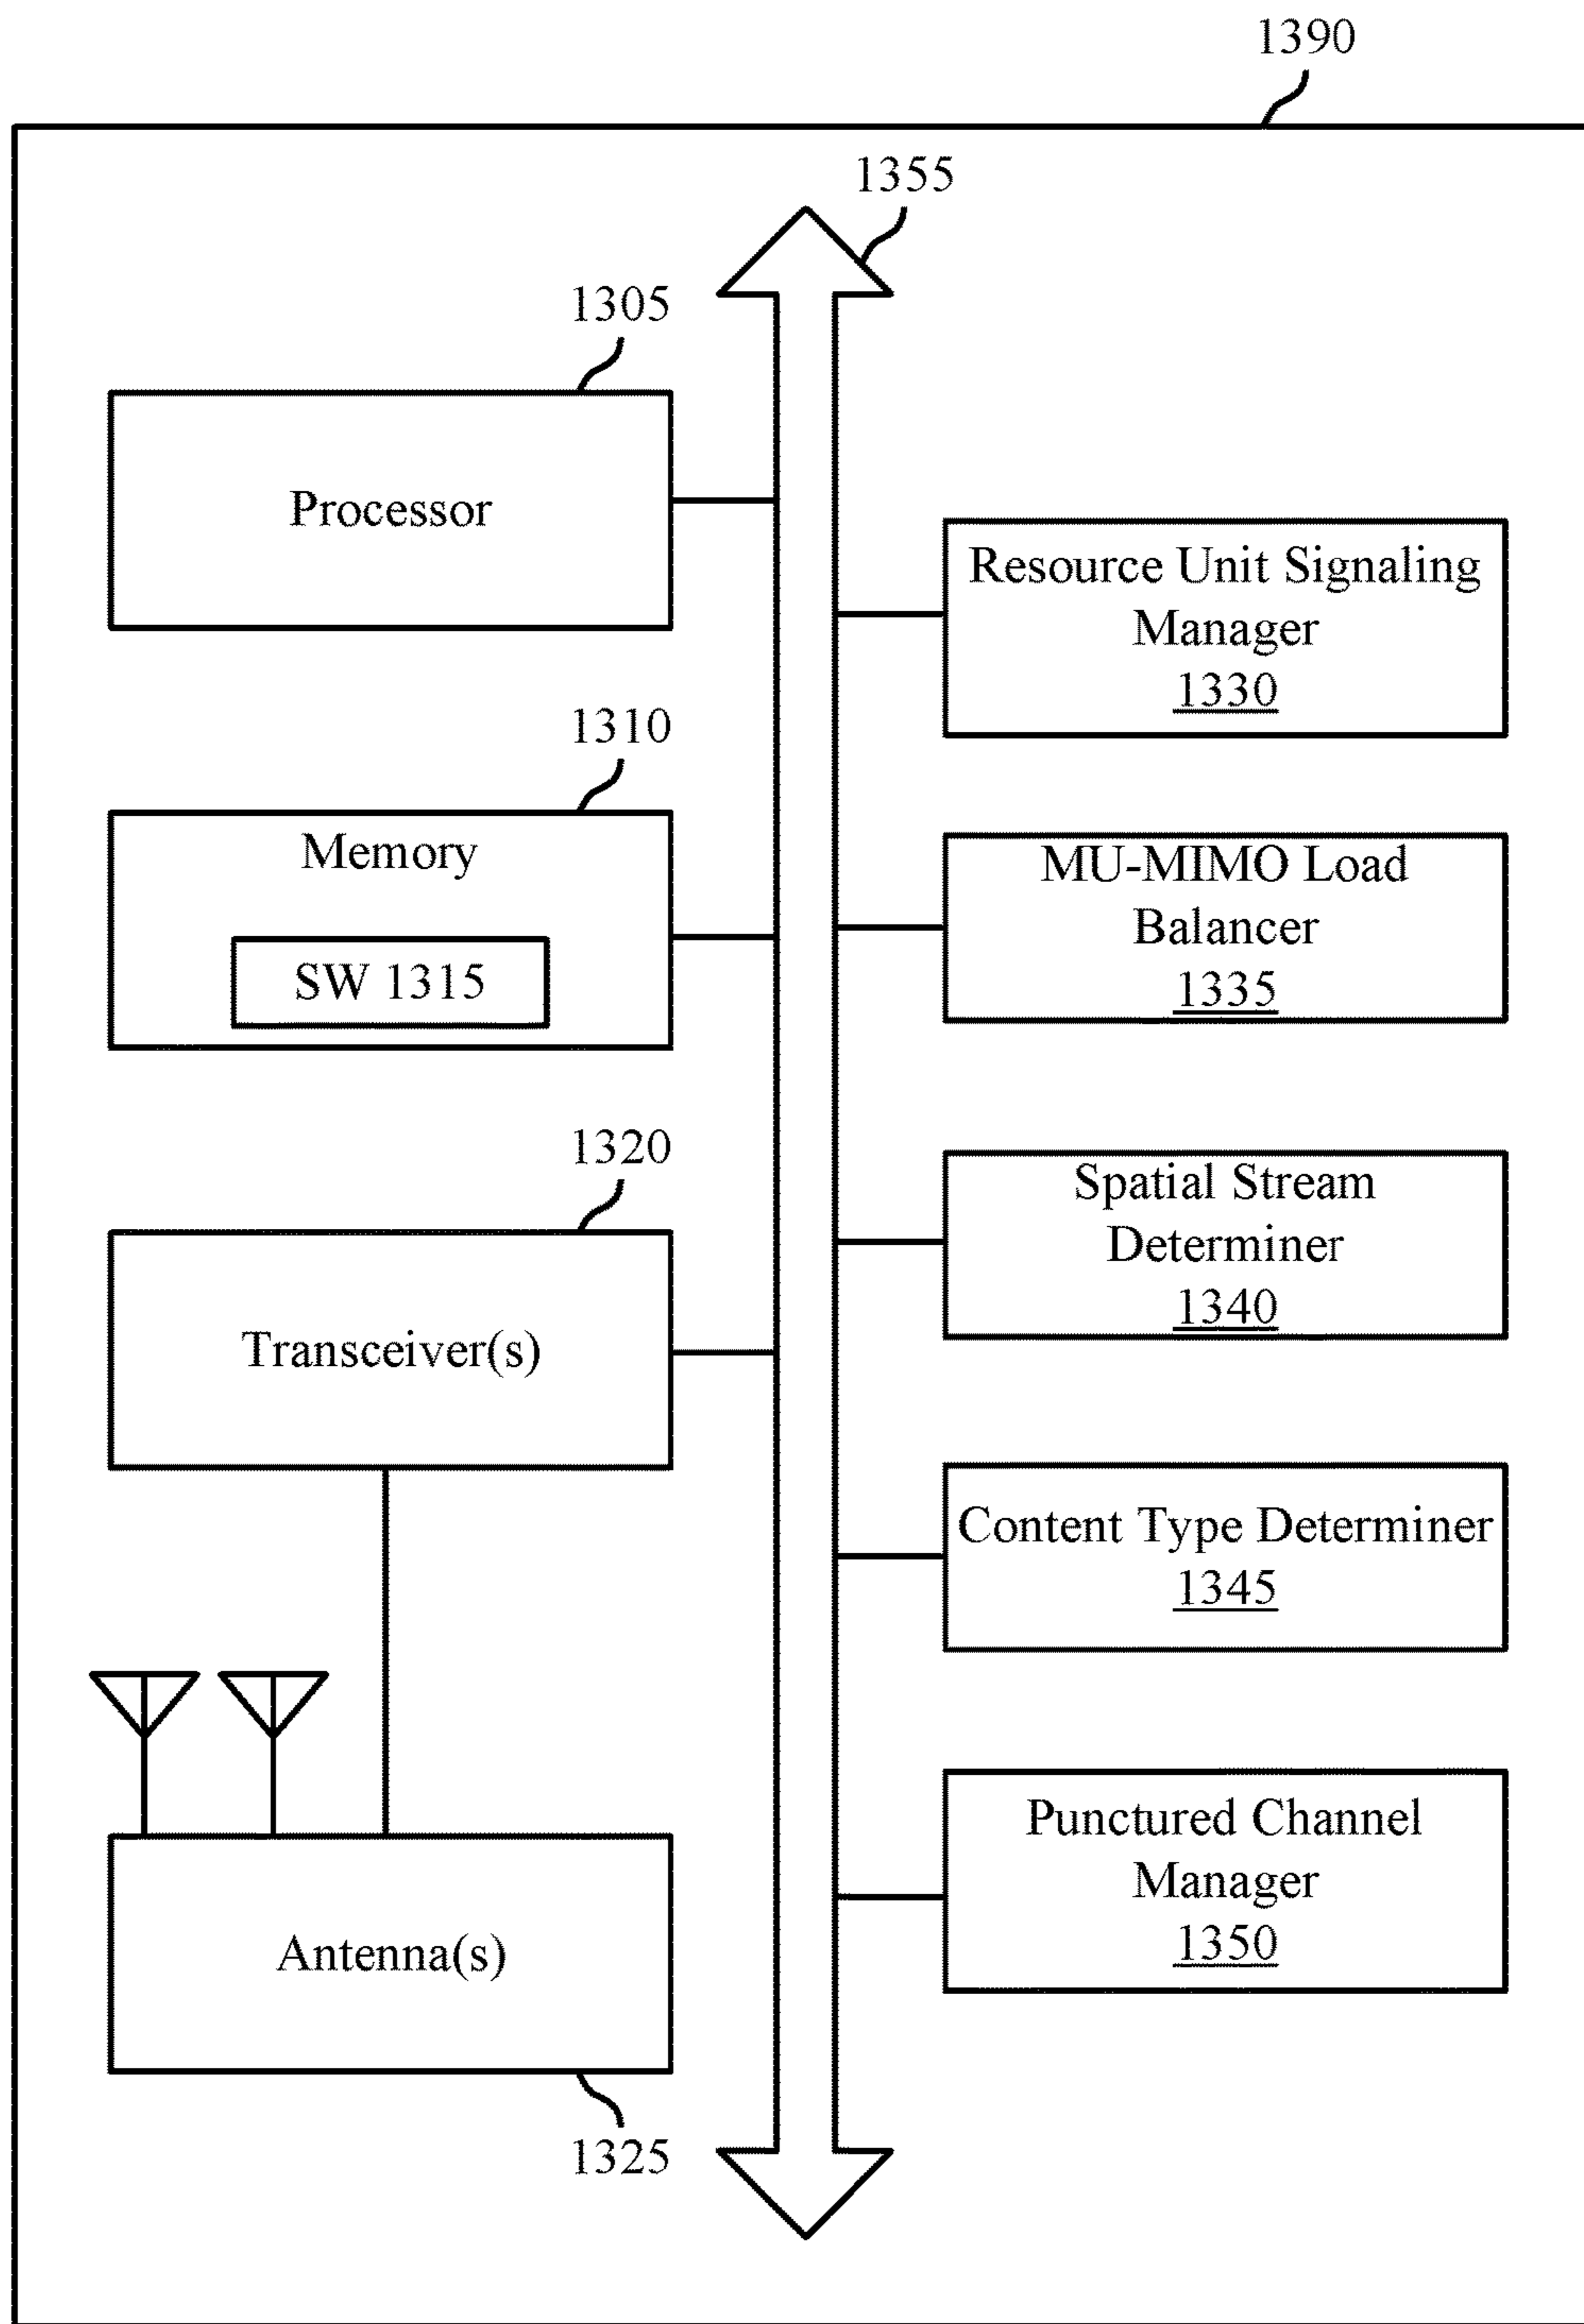 1390
1355
1305
Processor
1310
Memory
SW 1315
1320
Transceiver(s)
Antenna(s)
1325
Resource Unit Signaling
Manager
1330
MU-MIMO Load
Balancer
1335
Spatial Stream
Determiner
1340
Content Type Determiner
1345
Punctured Channel
Manager
1350